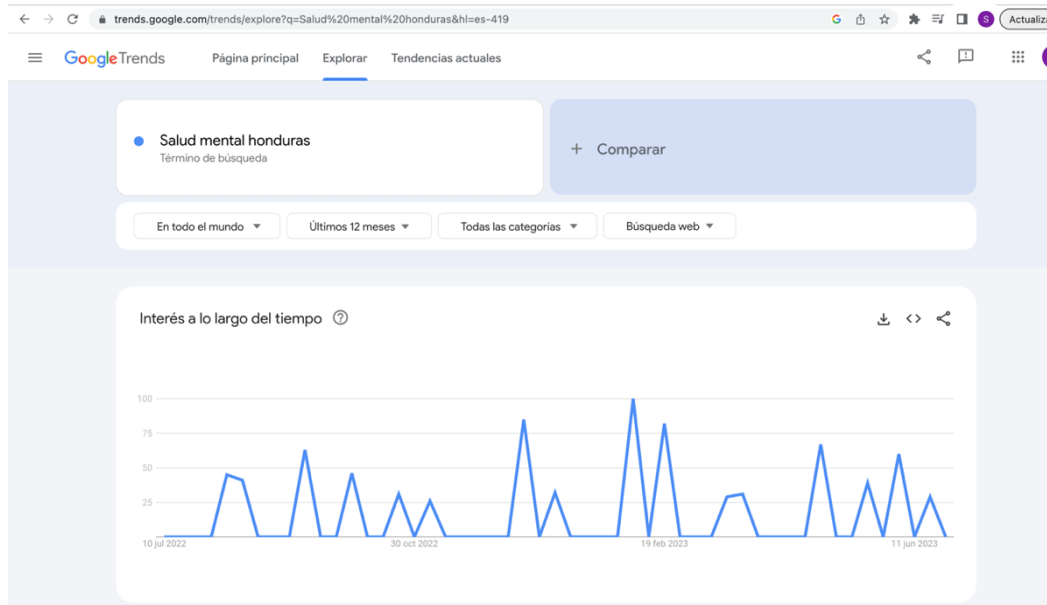 trends.google.com/trends/explore?q=Salud%20mental%20honduras&hl=es-419
G
S
Actualiza
Google Trends
Página principal
Explorar
Tendencias actuales
Salud mental honduras
Término de búsqueda
+ Comparar
En todo el mundo
Últimos 12 meses
Todas las categorías
Búsqueda web
Interés a lo largo del tiempo
100
75
50
25
10 jul 2022
30 oct 2022
19 feb 2023
11 jun 2023